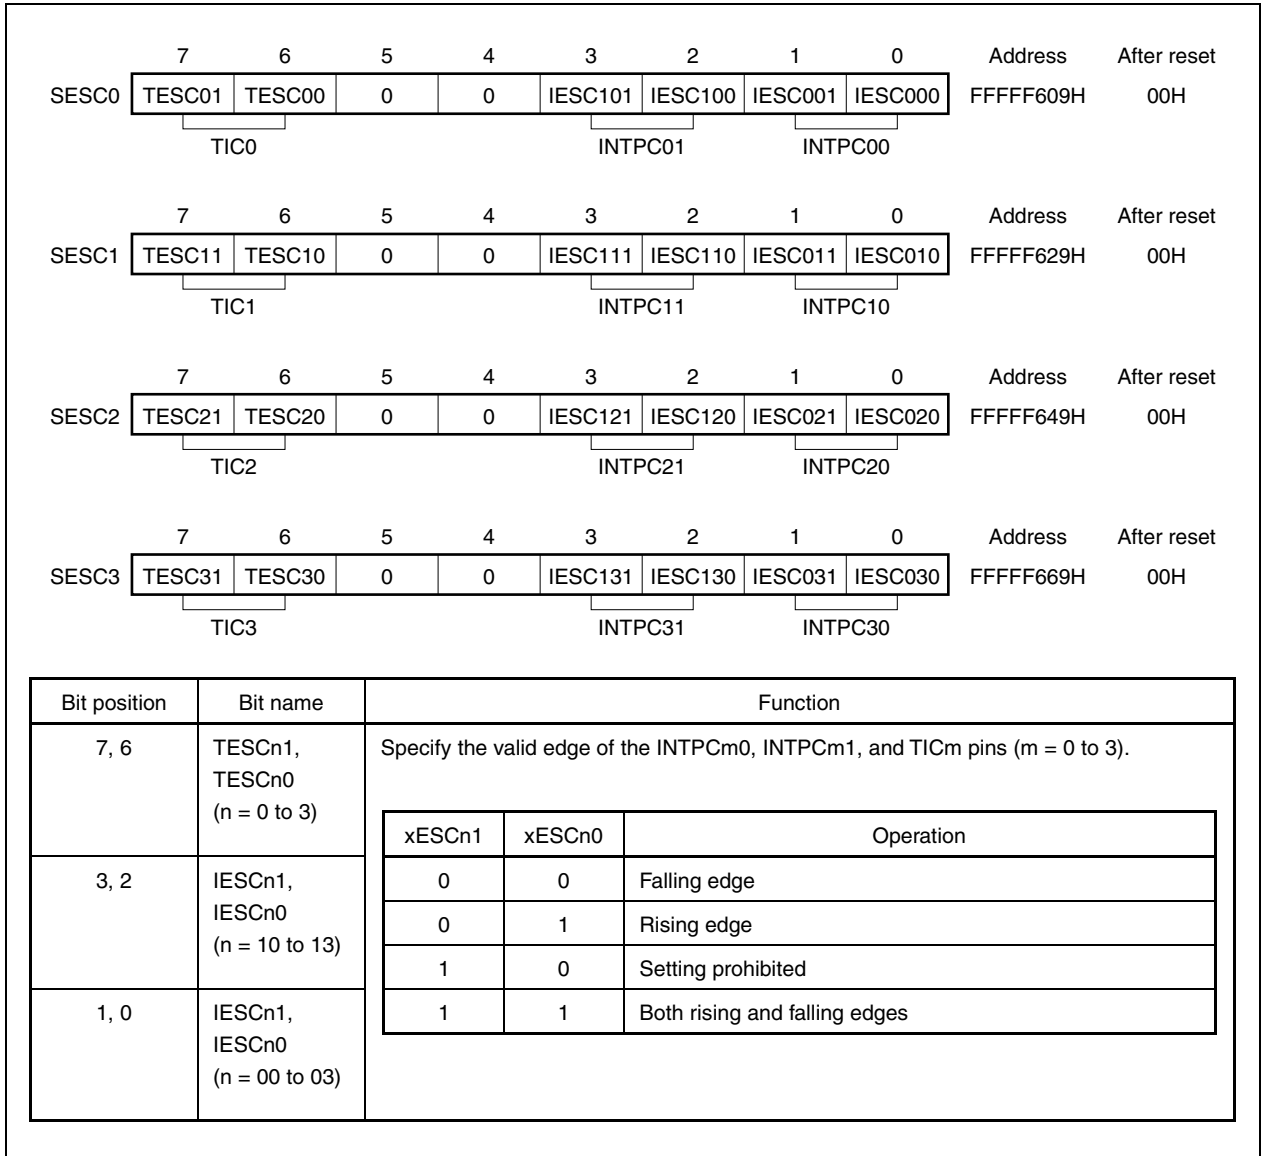 7 6 5 4 3 2 1 0 Address After reset
SESC0 TESC01 TESC00 0 0 IESC101 IESC100 IESC001 IESC000 FFFFF609H 00H
TIC0 INTPC01 INTPC00
7 6 5 4 3 2 1 0 Address After reset
SESC1 TESC11 TESC10 0 0 IESC111 IESC110 IESC011 IESC010 FFFFF629H 00H
TIC1 INTPC11 INTPC10
7 6 5 4 3 2 1 0 Address After reset
SESC2 TESC21 TESC20 0 0 IESC121 IESC120 IESC021 IESC020 FFFFF649H 00H
TIC2 INTPC21 INTPC20
7 6 5 4 3 2 1 0 Address After reset
SESC3 TESC31 TESC30 0 0 IESC131 IESC130 IESC031 IESC030 FFFFF669H 00H
TIC3 INTPC31 INTPC30
Bit position Bit name Function
7, 6 TESCn1,
TESCn0
(n = 0 to 3)
3, 2 IESCn1,
IESCn0
(n = 10 to 13)
1, 0 IESCn1,
IESCn0
(n = 00 to 03)
Specify the valid edge of the INTPCm0, INTPCm1, and TICm pins (m = 0 to 3).
xESCn1 xESCn0 Operation
0 0 Falling edge
0 1 Rising edge
1 0 Setting prohibited
1 1 Both rising and falling edges